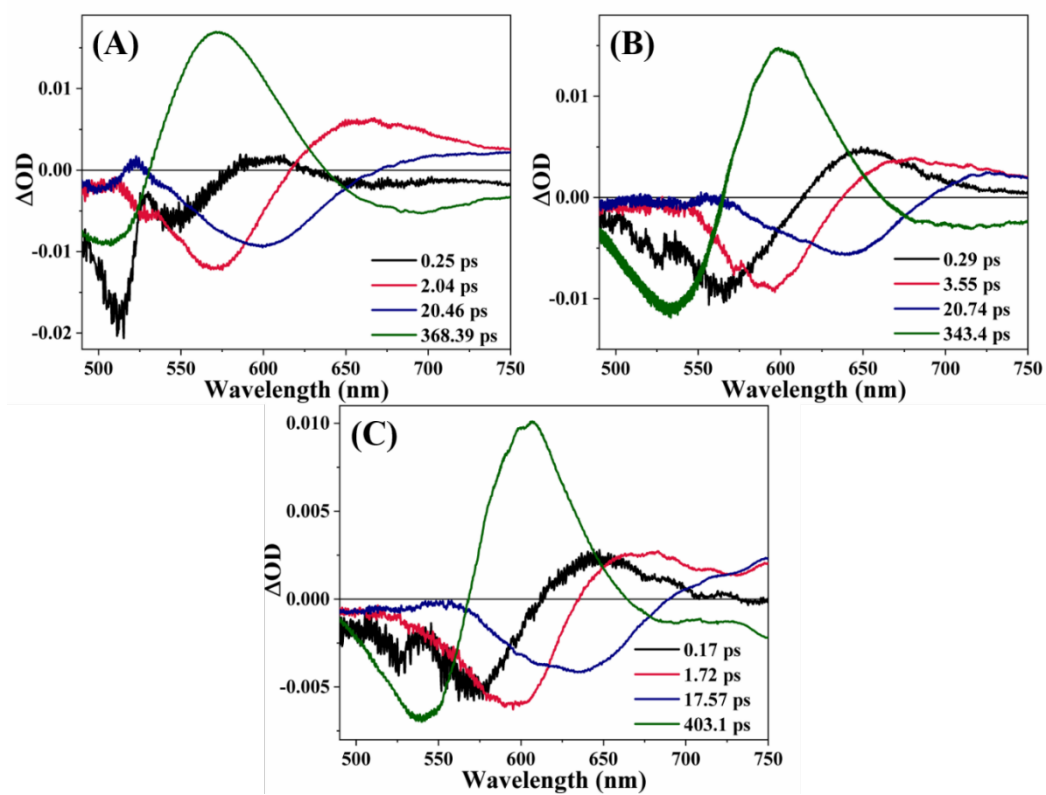 (A)
0.01
0.00
-0.01
-0.02
ΔOD
0.25 ps
2.04 ps
20.46 ps
368.39 ps
500 550 600 650 700 750
Wavelength (nm)
(B)
0.01
0.00
-0.01
ΔOD
0.29 ps
3.55 ps
20.74 ps
343.4 ps
500 550 600 650 700 750
Wavelength (nm)
(C)
0.010
0.005
0.000
-0.005
ΔOD
0.17 ps
1.72 ps
17.57 ps
403.1 ps
500 550 600 650 700 750
Wavelength (nm)